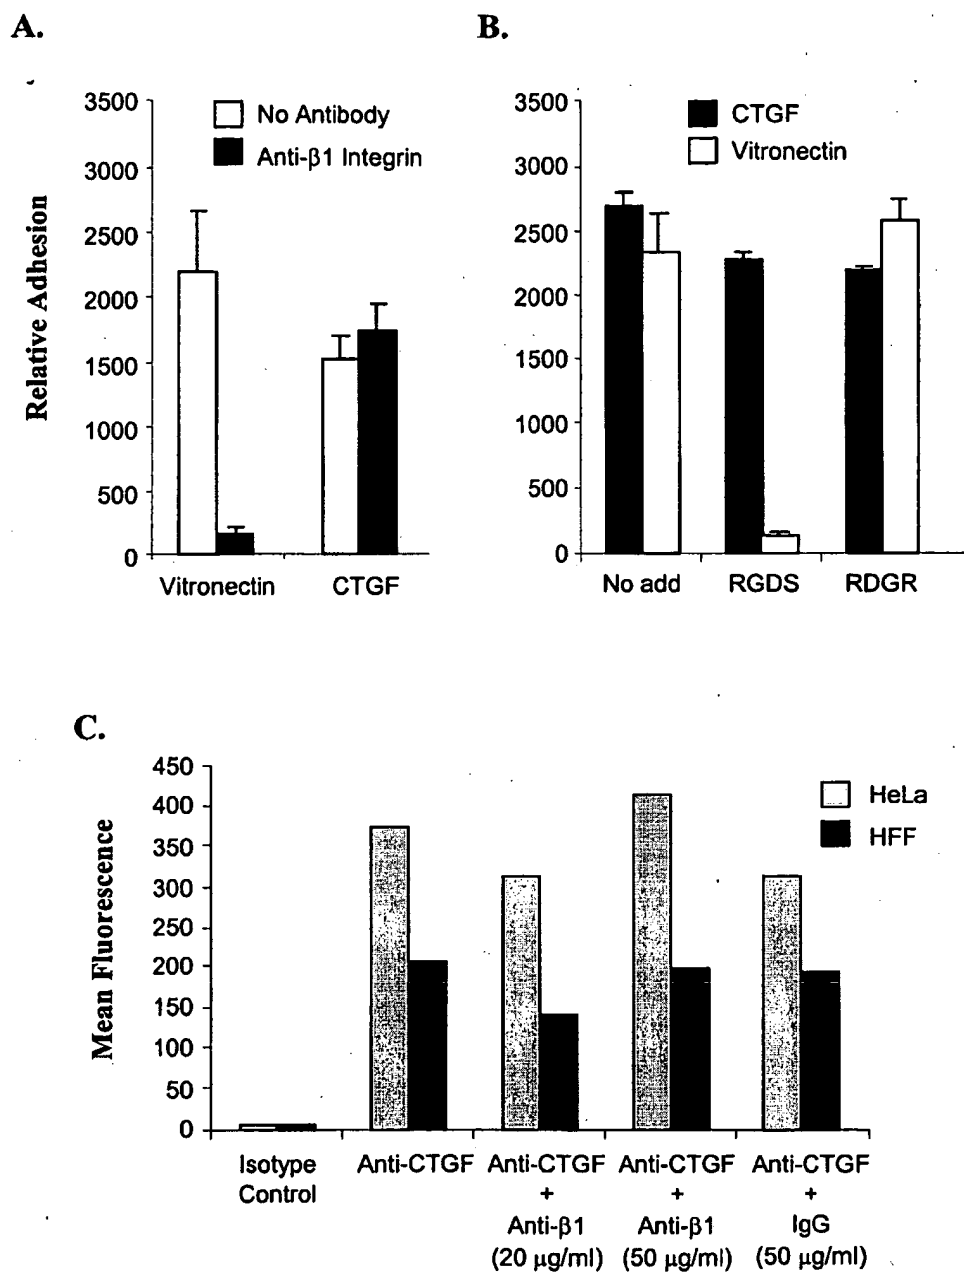 A.
3500
3000
2500
2000
1500
1000
500
0
Relative Adhesion
No Antibody
Anti-β1 Integrin
Vitronectin
CTGF
B.
3500
3000
2500
2000
1500
1000
500
0
CTGF
Vitronectin
No add
RGDS
RDGR
C.
450
400
350
300
250
200
150
100
50
0
Mean Fluorescence
HeLa
HFF
Isotype
Control
Anti-CTGF
Anti-CTGF
+
Anti-β1
(20 μg/ml)
Anti-CTGF
+
Anti-β1
(50 μg/ml)
Anti-CTGF
+
IgG
(50 μg/ml)